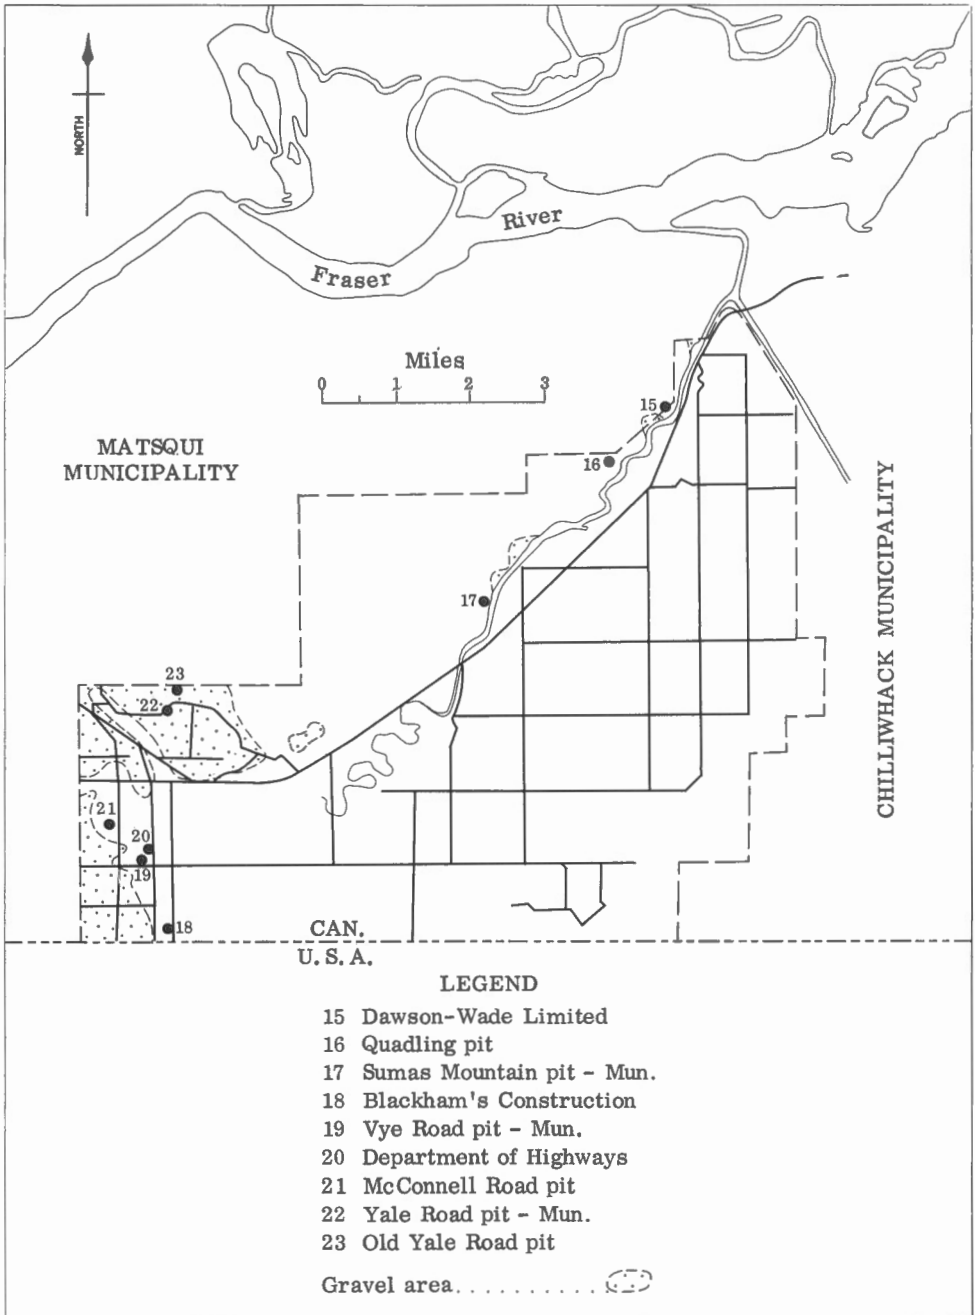 NORTH
River
Fraser
Miles
0 1 2 3
15
MATSQUI
MUNICIPALITY
16
CHILLIWHACK MUNICIPALITY
17
23
22
21
20
19
18
CAN.
U. S. A.
LEGEND
15 Dawson-Wade Limited
16 Quadling pit
17 Sumas Mountain pit - Mun.
18 Blackham's Construction
19 Vye Road pit - Mun.
20 Department of Highways
21 McConnell Road pit
22 Yale Road pit - Mun.
23 Old Yale Road pit
Gravel area..........